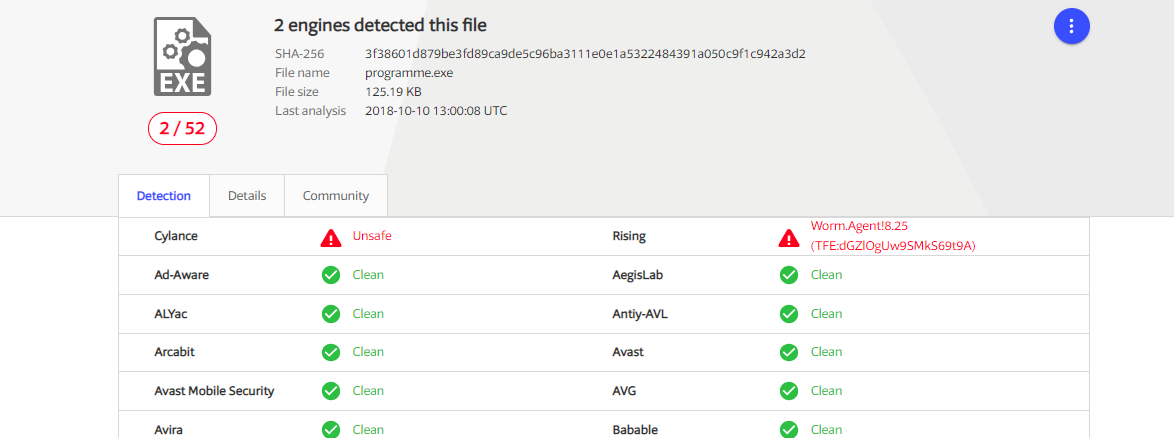 2 engines detected this file
SHA-256 3f38601d879be3fd89ca9de5c96ba3111e0e1a5322484391a050c9f1c942a3d2
File name programme.exe
File size 125.19 KB
Last analysis 2018-10-10 13:00:08 UTC
EXE
2 / 52
Detection Details Community
Cylance Unsafe Rising Worm.Agent!8.25
(TFE:dGZlOgUw9SMkS69t9A)
Ad-Aware Clean AegisLab Clean
ALYac Clean Antiy-AVL Clean
Arcabit Clean Avast Clean
Avast Mobile Security Clean AVG Clean
Avira Clean Babable Clean